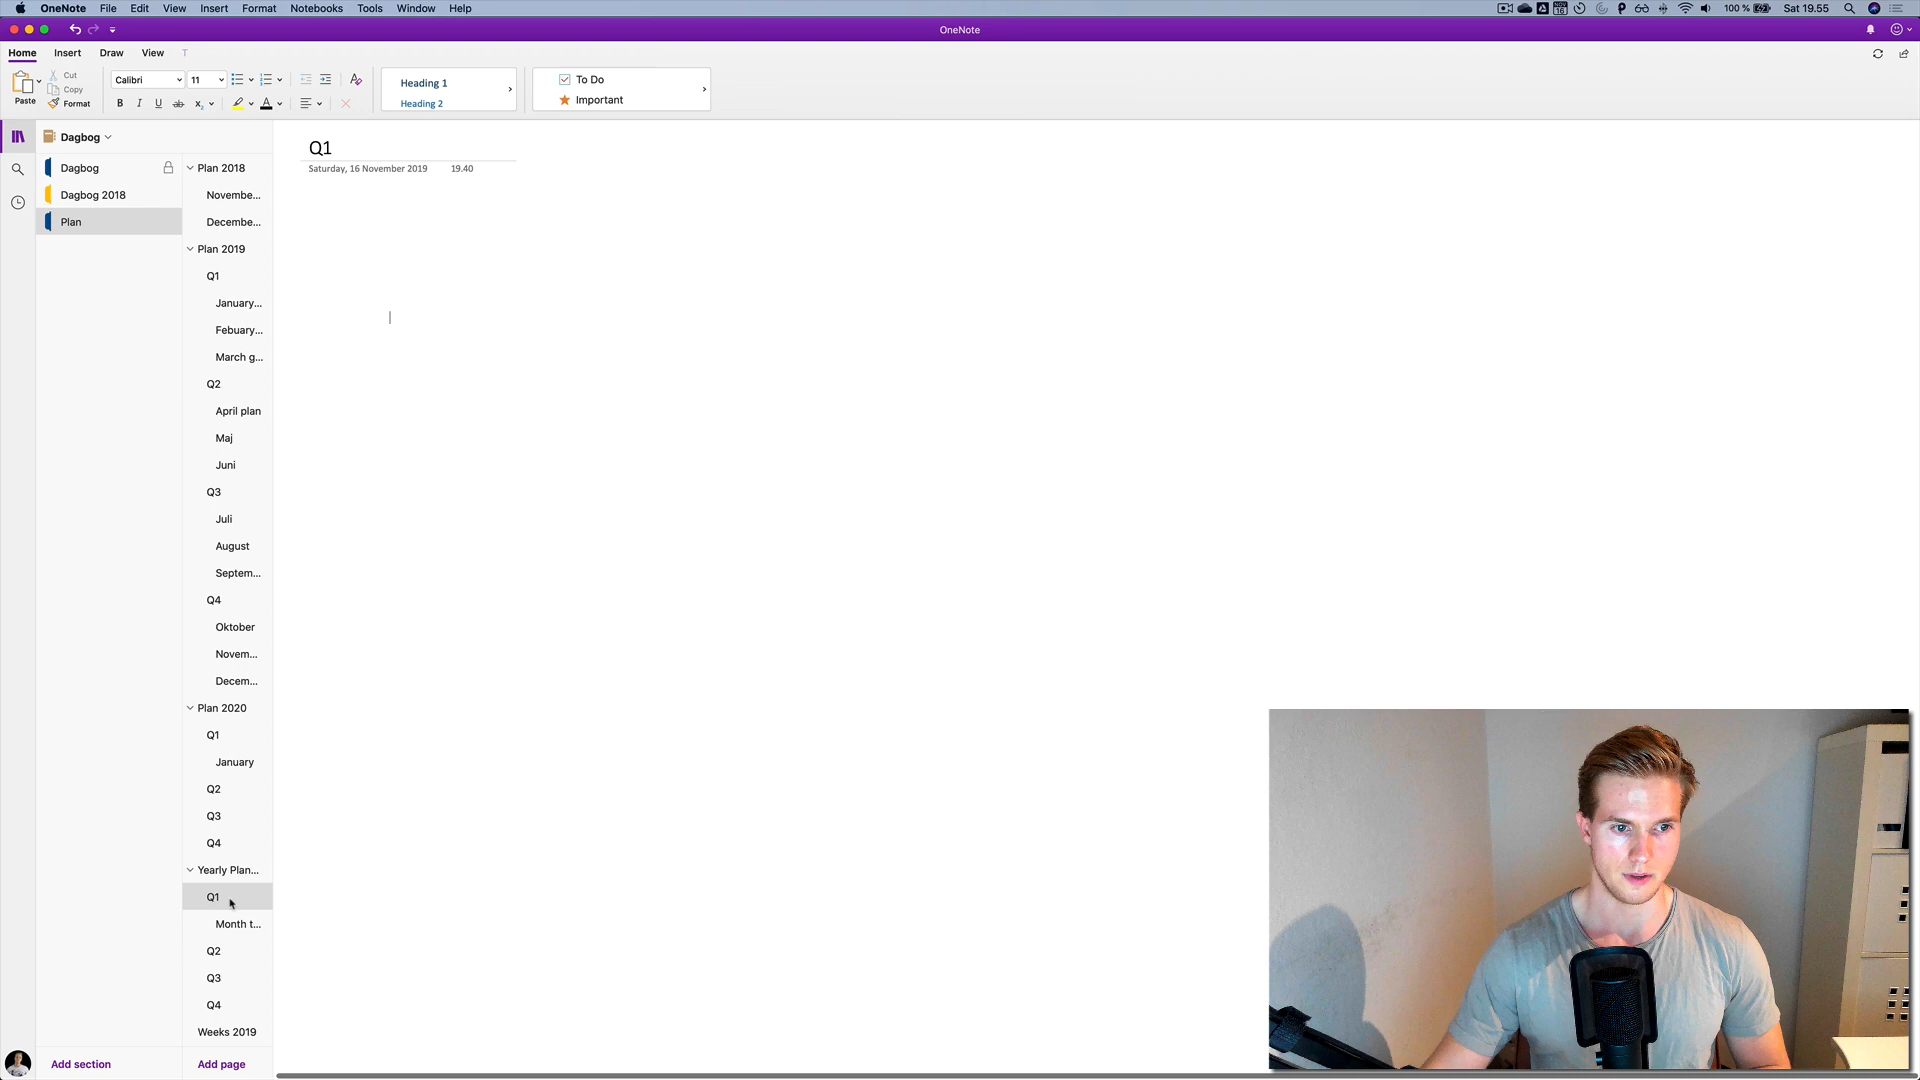 OneNote File Edit View Insert Format Notebooks Tools Window Help
NOV 16
100 % Sat 19.55
OneNote
Home Insert Draw View T
Paste
Cut
Copy
Format
Calibri 11
B I U ab X₂ A
Heading 1
Heading 2
To Do
Important
Dagbog
Dagbog
Dagbog 2018
Plan
Add section
Plan 2018
Novembe...
Decembe...
Plan 2019
Q1
January...
Febuary...
March g...
Q2
April plan
Maj
Juni
Q3
Juli
August
Septem...
Q4
Oktober
Novem...
Decem...
Plan 2020
Q1
January
Q2
Q3
Q4
Yearly Plan...
Q1
Month t...
Q2
Q3
Q4
Weeks 2019
Add page
Q1
Saturday, 16 November 2019 19.40